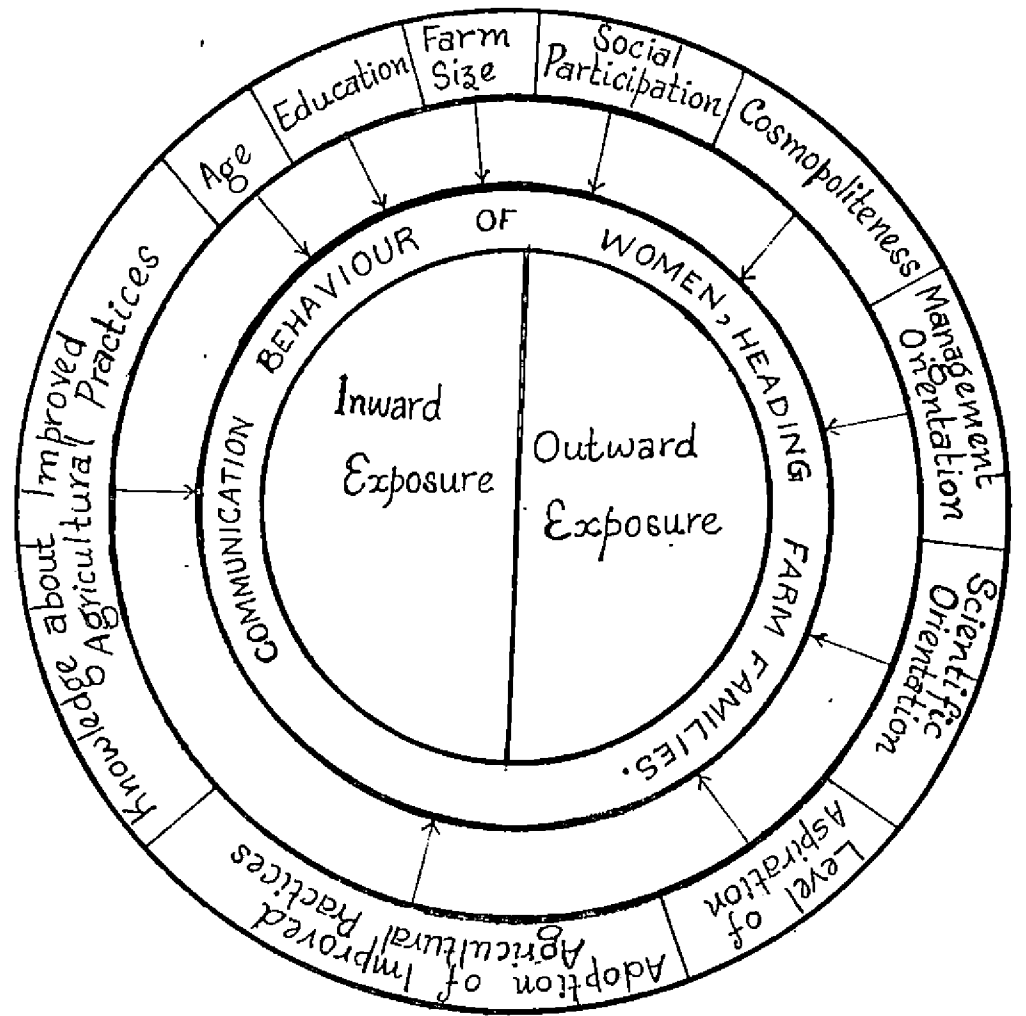 Age
Education
Farm
Size
Social
Participation
Cosmopoliteness
Management
Orientation
Scientific
Orientation
Level of
Aspiration
Adoption of Improved
Agricultural
Practices
Knowledge about Improved
Agricultural Practices
COMMUNICATION BEHAVIOUR OF WOMEN, HEADING FARM FAMILIES.
Inward
Exposure
Outward
Exposure